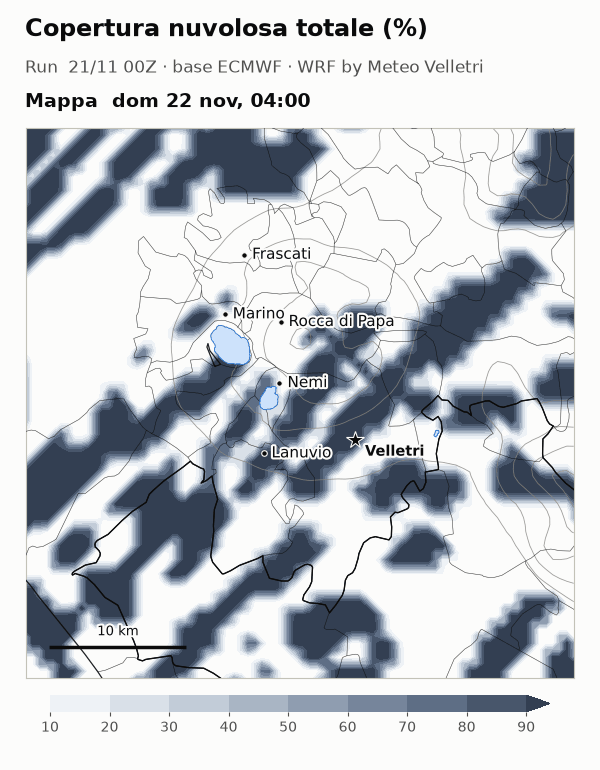 Copertura nuvolosa totale (%)
Run  21/11 00Z · base ECMWF · WRF by Meteo Velletri
Mappa  dom 22 nov, 04:00
Frascati
Marino
Rocca di Papa
Nemi
Velletri
Lanuvio
10 km
10 20 30 40 50 60 70 80 90